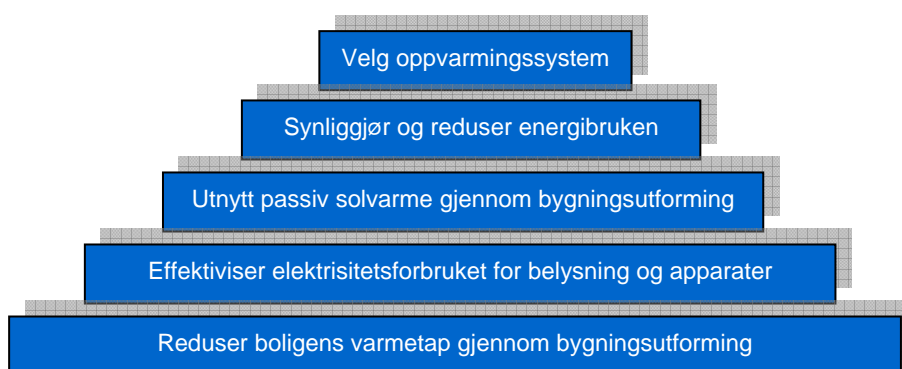 Velg oppvarmingssystem
Synliggjør og reduser energibruken
Utnytt passiv solvarme gjennom bygningsutforming
Effektiviser elektrisitetsforbruket for belysning og apparater
Reduser boligens varmetap gjennom bygningsutforming